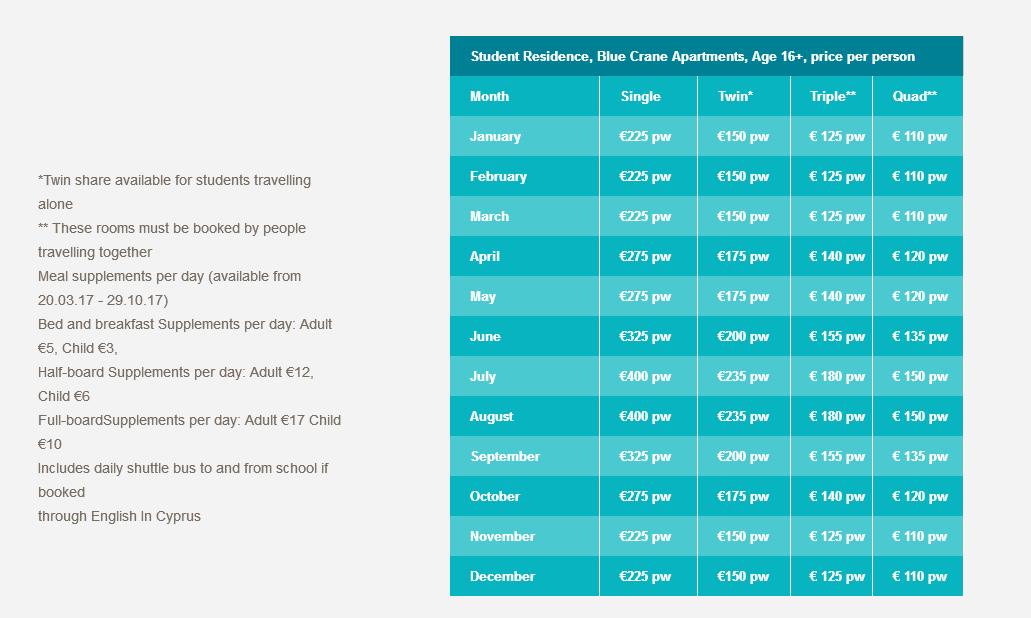 *Twin share available for students travelling
alone
** These rooms must be booked by people
travelling together
Meal supplements per day (available from
20.03.17 - 29.10.17)
Bed and breakfast Supplements per day: Adult
€5, Child €3,
Half-board Supplements per day: Adult €12,
Child €6
Full-boardSupplements per day: Adult €17 Child
€10
Includes daily shuttle bus to and from school if
booked
through English In Cyprus
Student Residence, Blue Crane Apartments, Age 16+, price per person
Month Single Twin* Triple** Quad**
January €225 pw €150 pw € 125 pw € 110 pw
February €225 pw €150 pw € 125 pw € 110 pw
March €225 pw €150 pw € 125 pw € 110 pw
April €275 pw €175 pw € 140 pw € 120 pw
May €275 pw €175 pw € 140 pw € 120 pw
June €325 pw €200 pw € 155 pw € 135 pw
July €400 pw €235 pw € 180 pw € 150 pw
August €400 pw €235 pw € 180 pw € 150 pw
September €325 pw €200 pw € 155 pw € 135 pw
October €275 pw €175 pw € 140 pw € 120 pw
November €225 pw €150 pw € 125 pw € 110 pw
December €225 pw €150 pw € 125 pw € 110 pw